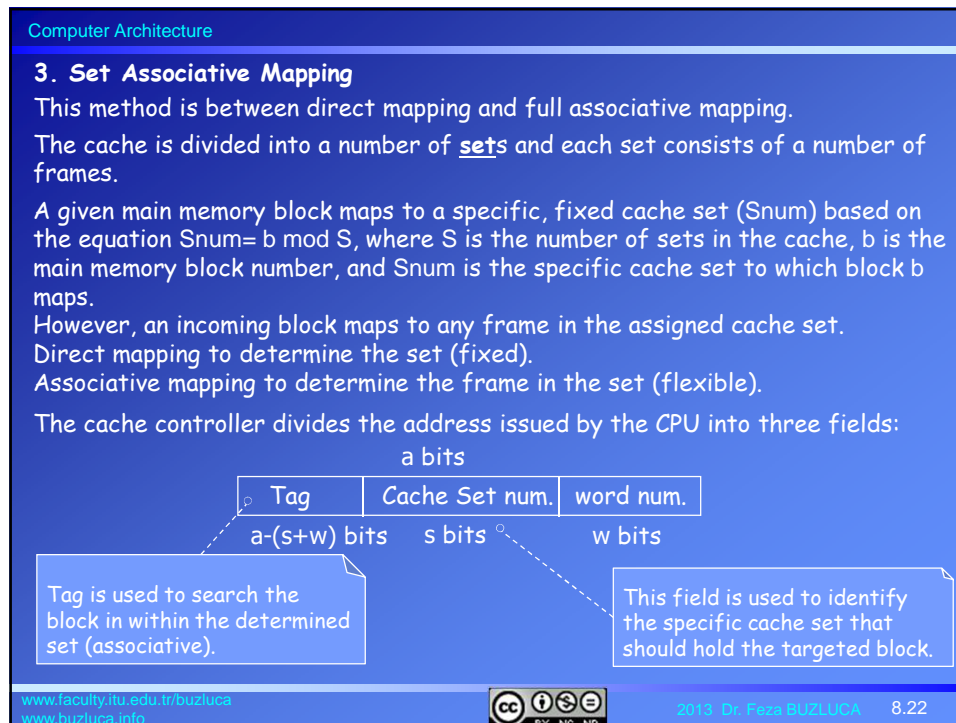 Computer Architecture
3. Set Associative Mapping
This method is between direct mapping and full associative mapping.
The cache is divided into a number of sets and each set consists of a number of
frames.
A given main memory block maps to a specific, fixed cache set (Snum) based on
the equation Snum= b mod S, where S is the number of sets in the cache, b is the
main memory block number, and Snum is the specific cache set to which block b
maps.
However, an incoming block maps to any frame in the assigned cache set.
Direct mapping to determine the set (fixed).
Associative mapping to determine the frame in the set (flexible).
The cache controller divides the address issued by the CPU into three fields:
a bits
Tag Cache Set num. word num.
a-(s+w) bits s bits w bits
Tag is used to search the
block in within the determined
set (associative).
This field is used to identify
the specific cache set that
should hold the targeted block.
www.faculty.itu.edu.tr/buzluca
www.buzluca.info
cc BY NC ND
2013 Dr. Feza BUZLUCA 8.22